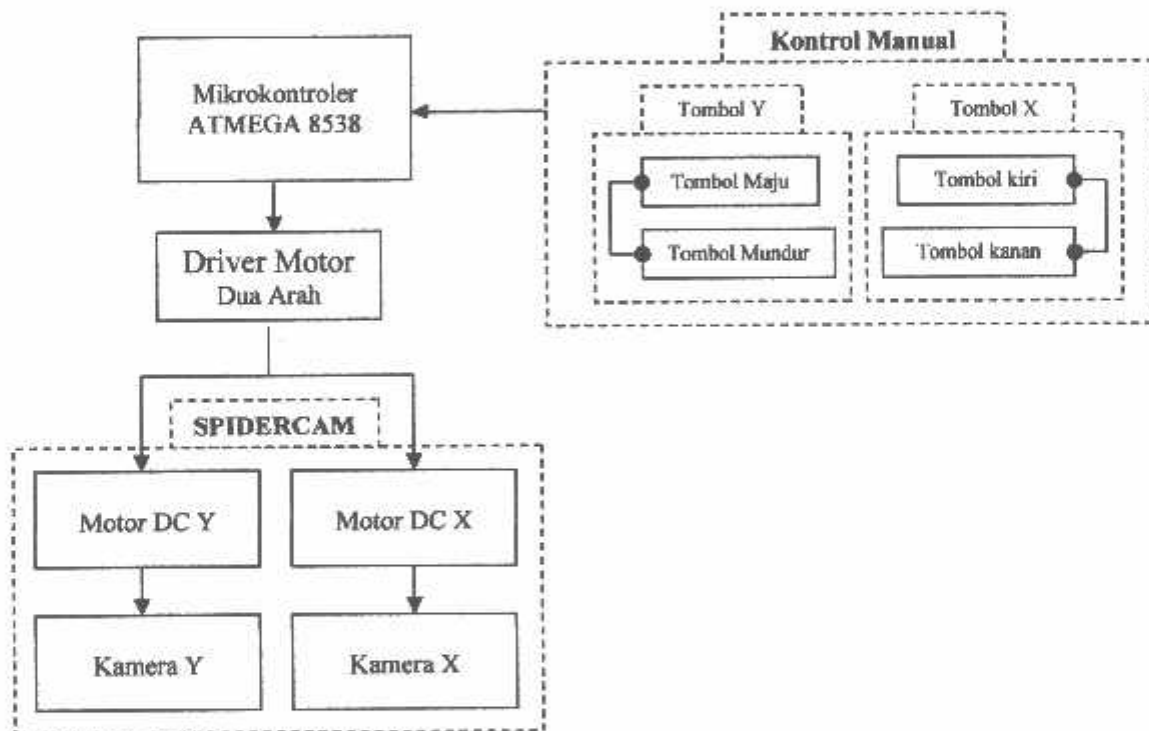 Kontrol Manual
Mikrokontroler
ATMEGA 8538
Tombol Y
Tombol X
Tombol Maju
Tombol kiri
Tombol Mundur
Tombol kanan
Driver Motor
Dua Arah
SPIDERCAM
Motor DC Y
Motor DC X
Kamera Y
Kamera X